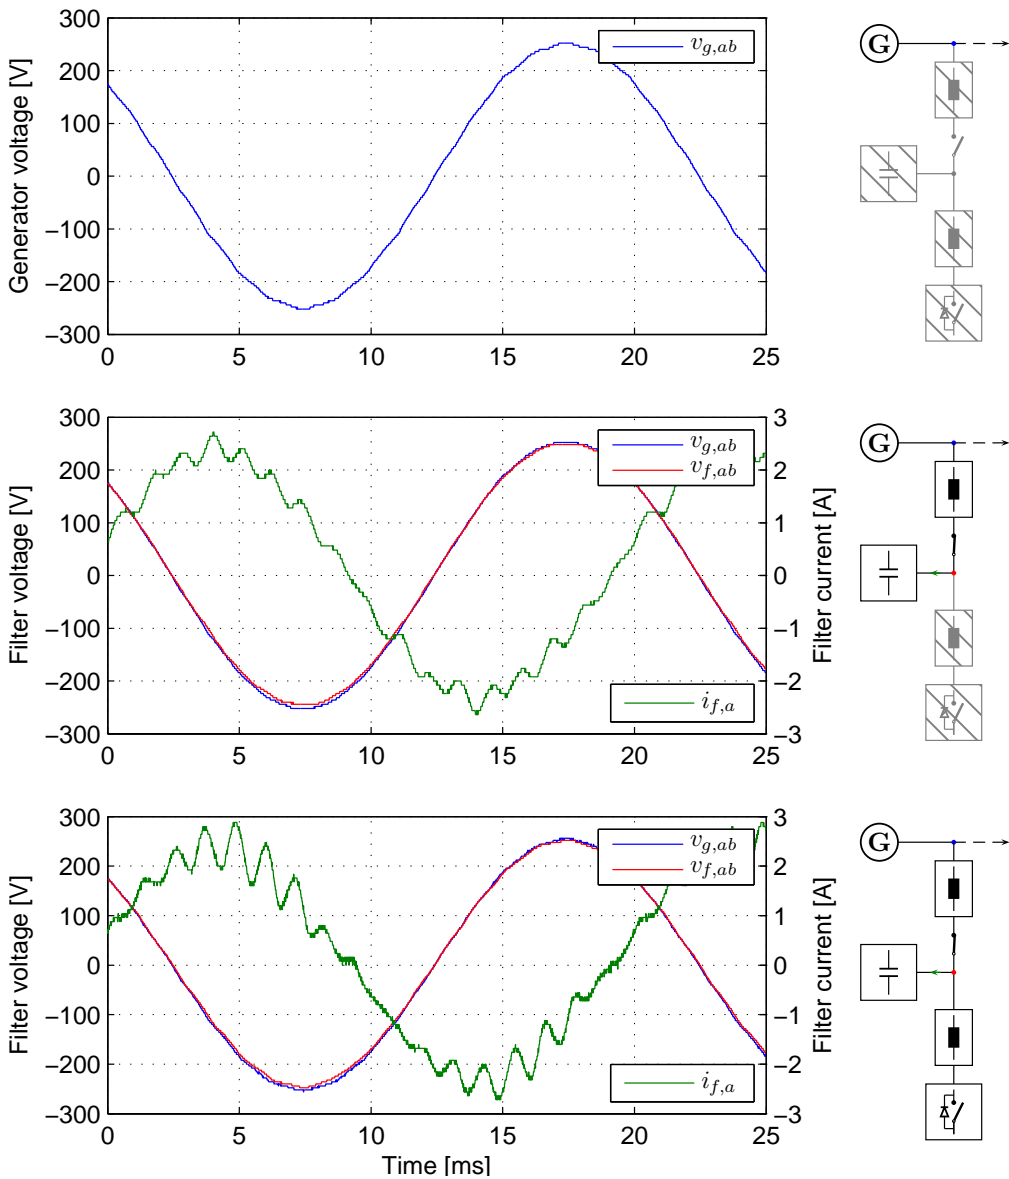 300
200
100
0
−100
−200
−300
Generator voltage [V]
v_{g,ab}
0 5 10 15 20 25
G
300
200
100
0
−100
−200
−300
Filter voltage [V]
v_{g,ab}
v_{f,ab}
i_{f,a}
3
2
1
0
−1
−2
−3
Filter current [A]
0 5 10 15 20 25
G
300
200
100
0
−100
−200
−300
Filter voltage [V]
v_{g,ab}
v_{f,ab}
i_{f,a}
3
2
1
0
−1
−2
−3
Filter current [A]
0 5 10 15 20 25
Time [ms]
G